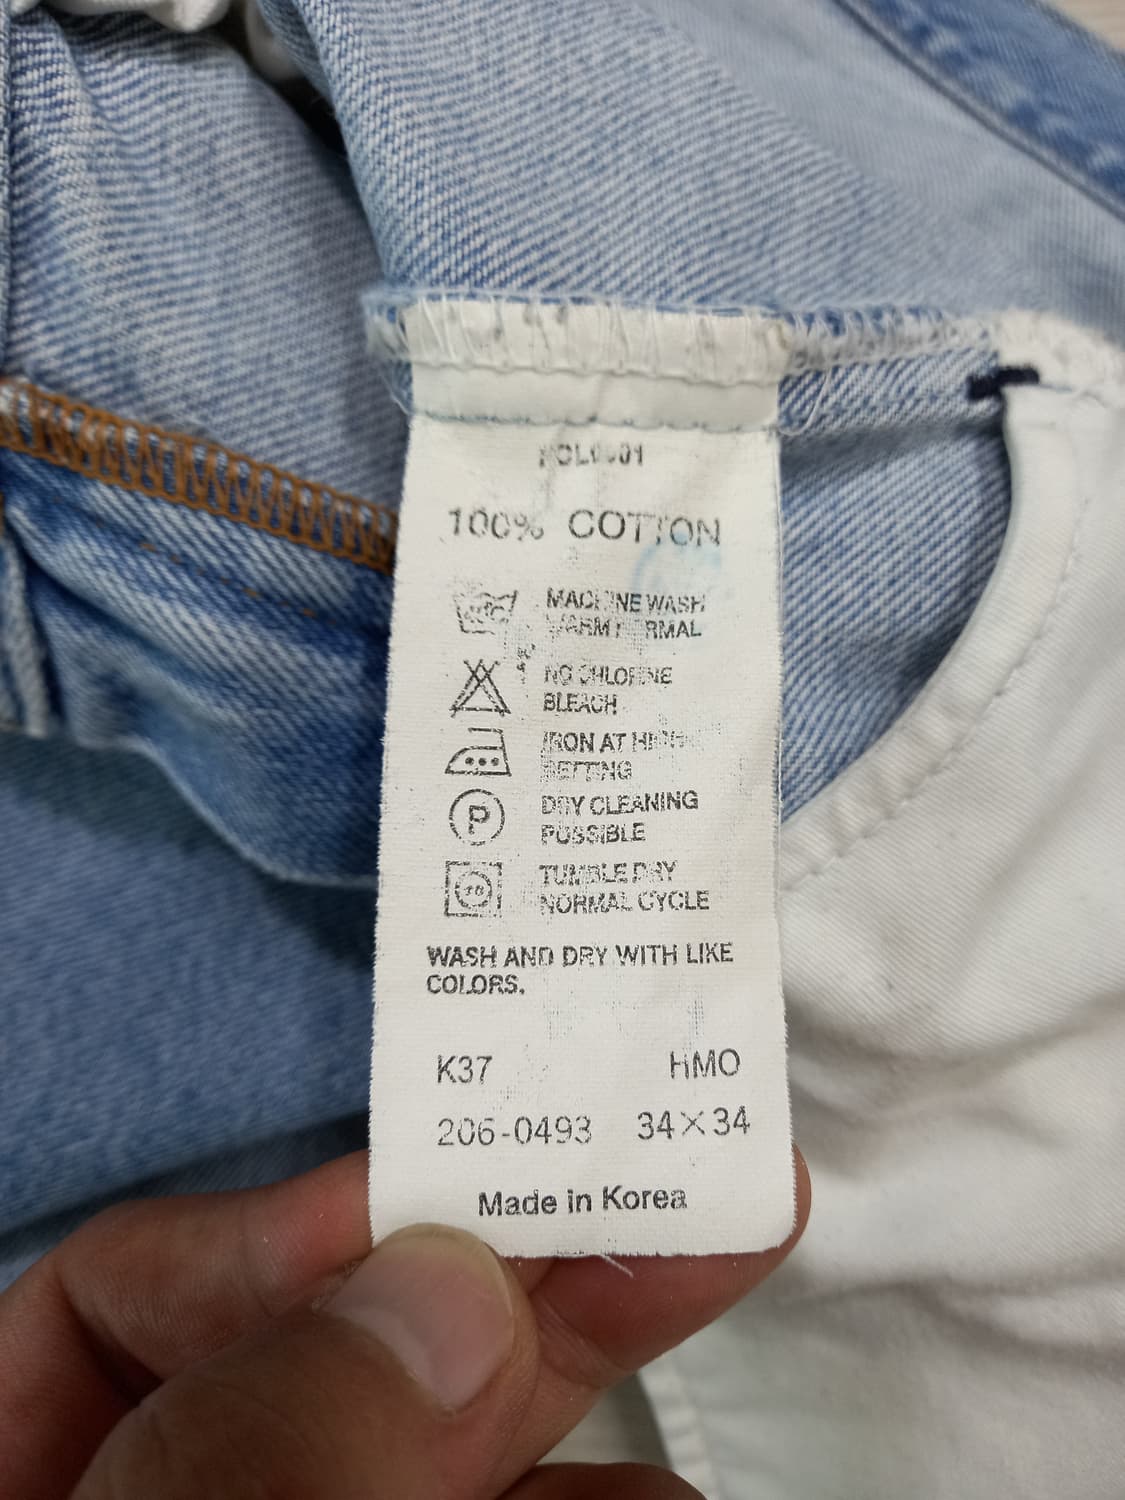 100% COTTON
MACHINE WASH
WARM NORMAL
NO CHLORINE
BLEACH
IRON AT HIGH
SETTING
P
DRY CLEANING
POSSIBLE
TUMBLE DRY
NORMAL CYCLE
WASH AND DRY WITH LIKE
COLORS.
K37 HMO
206-0493 34×34
Made in Korea